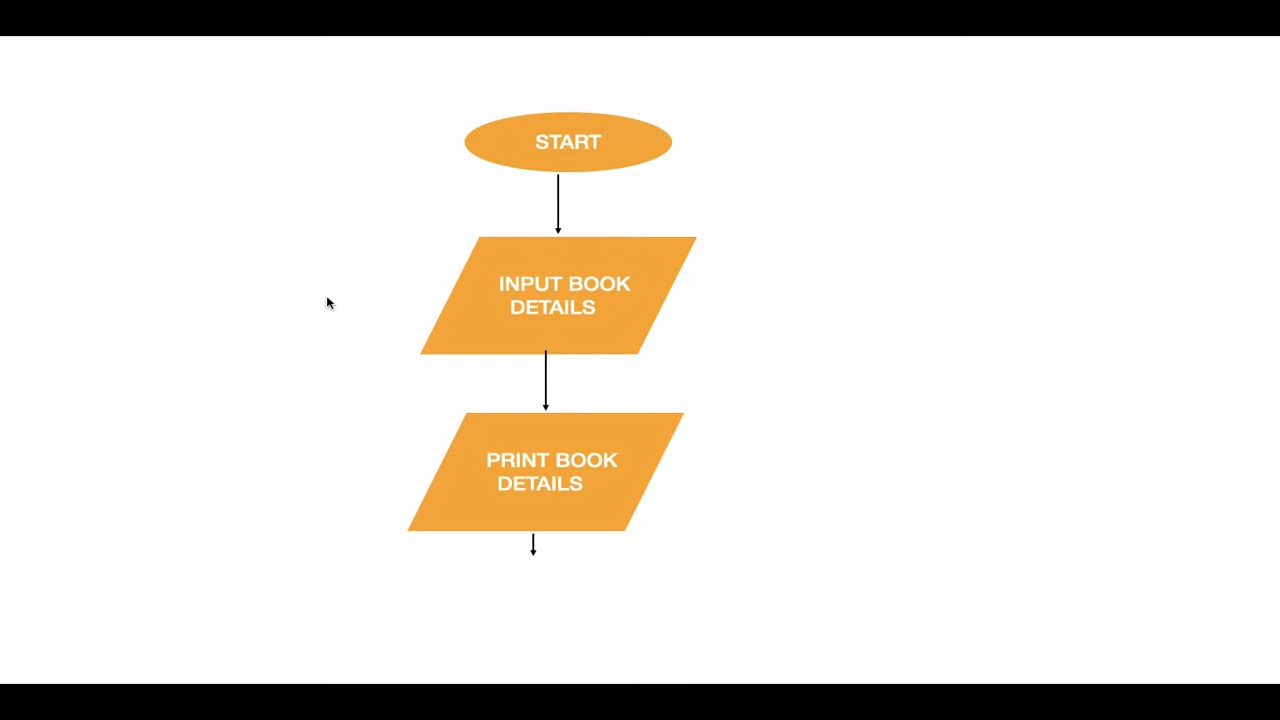 START
INPUT BOOK
DETAILS
PRINT BOOK
DETAILS